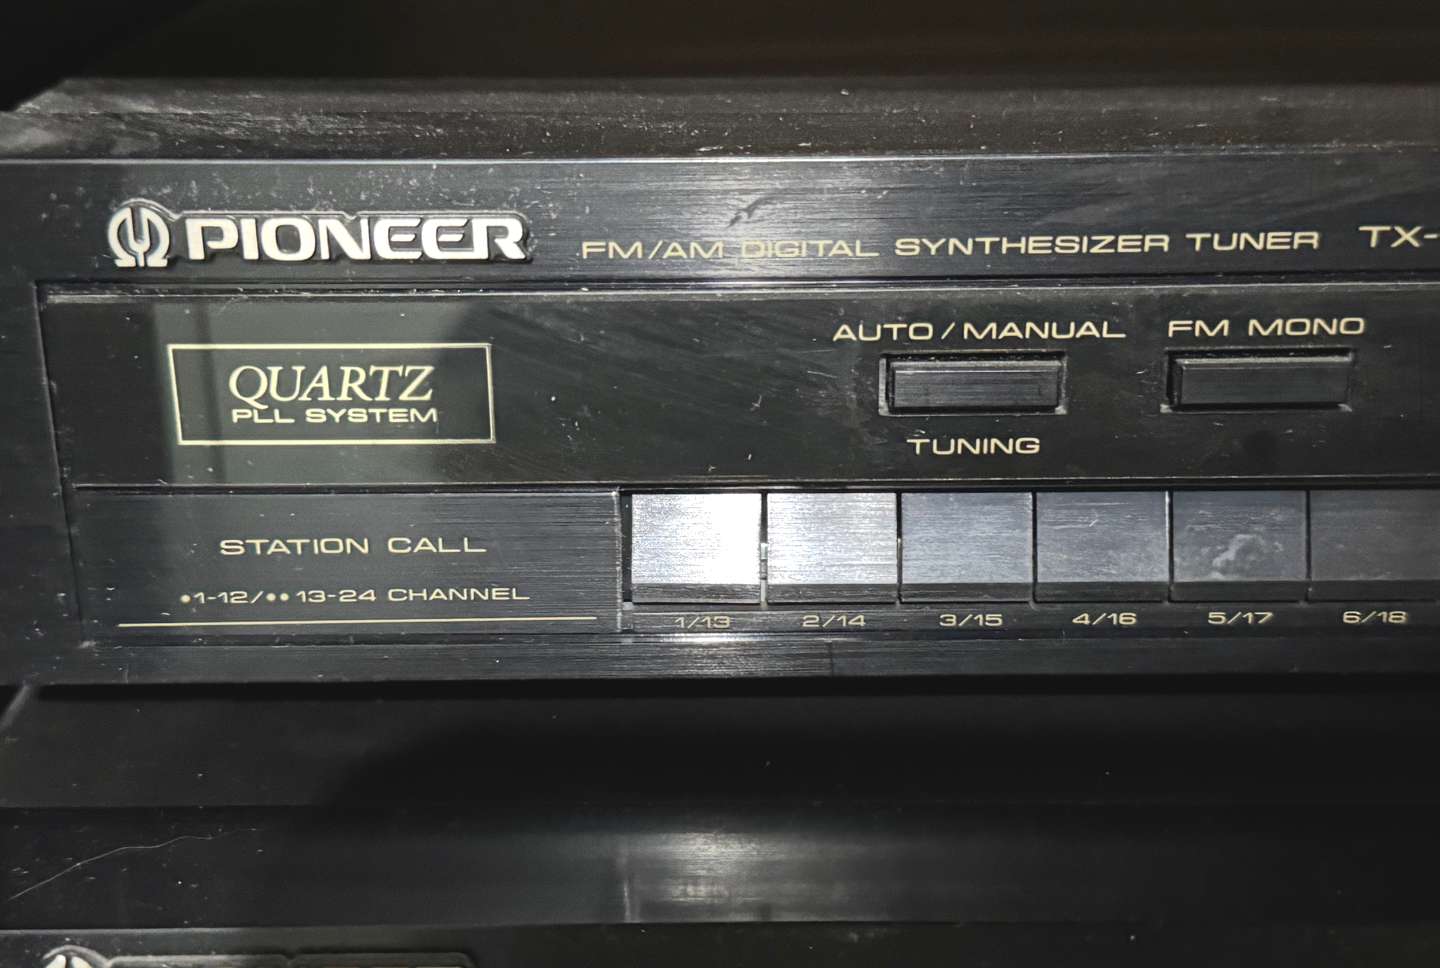 PIONEER FM/AM DIGITAL SYNTHESIZER TUNER TX-
AUTO/MANUAL FM MONO
QUARTZ
PLL SYSTEM
TUNING
STATION CALL
•1-12/••13-24 CHANNEL
1/13 2/14 3/15 4/16 5/17 6/18